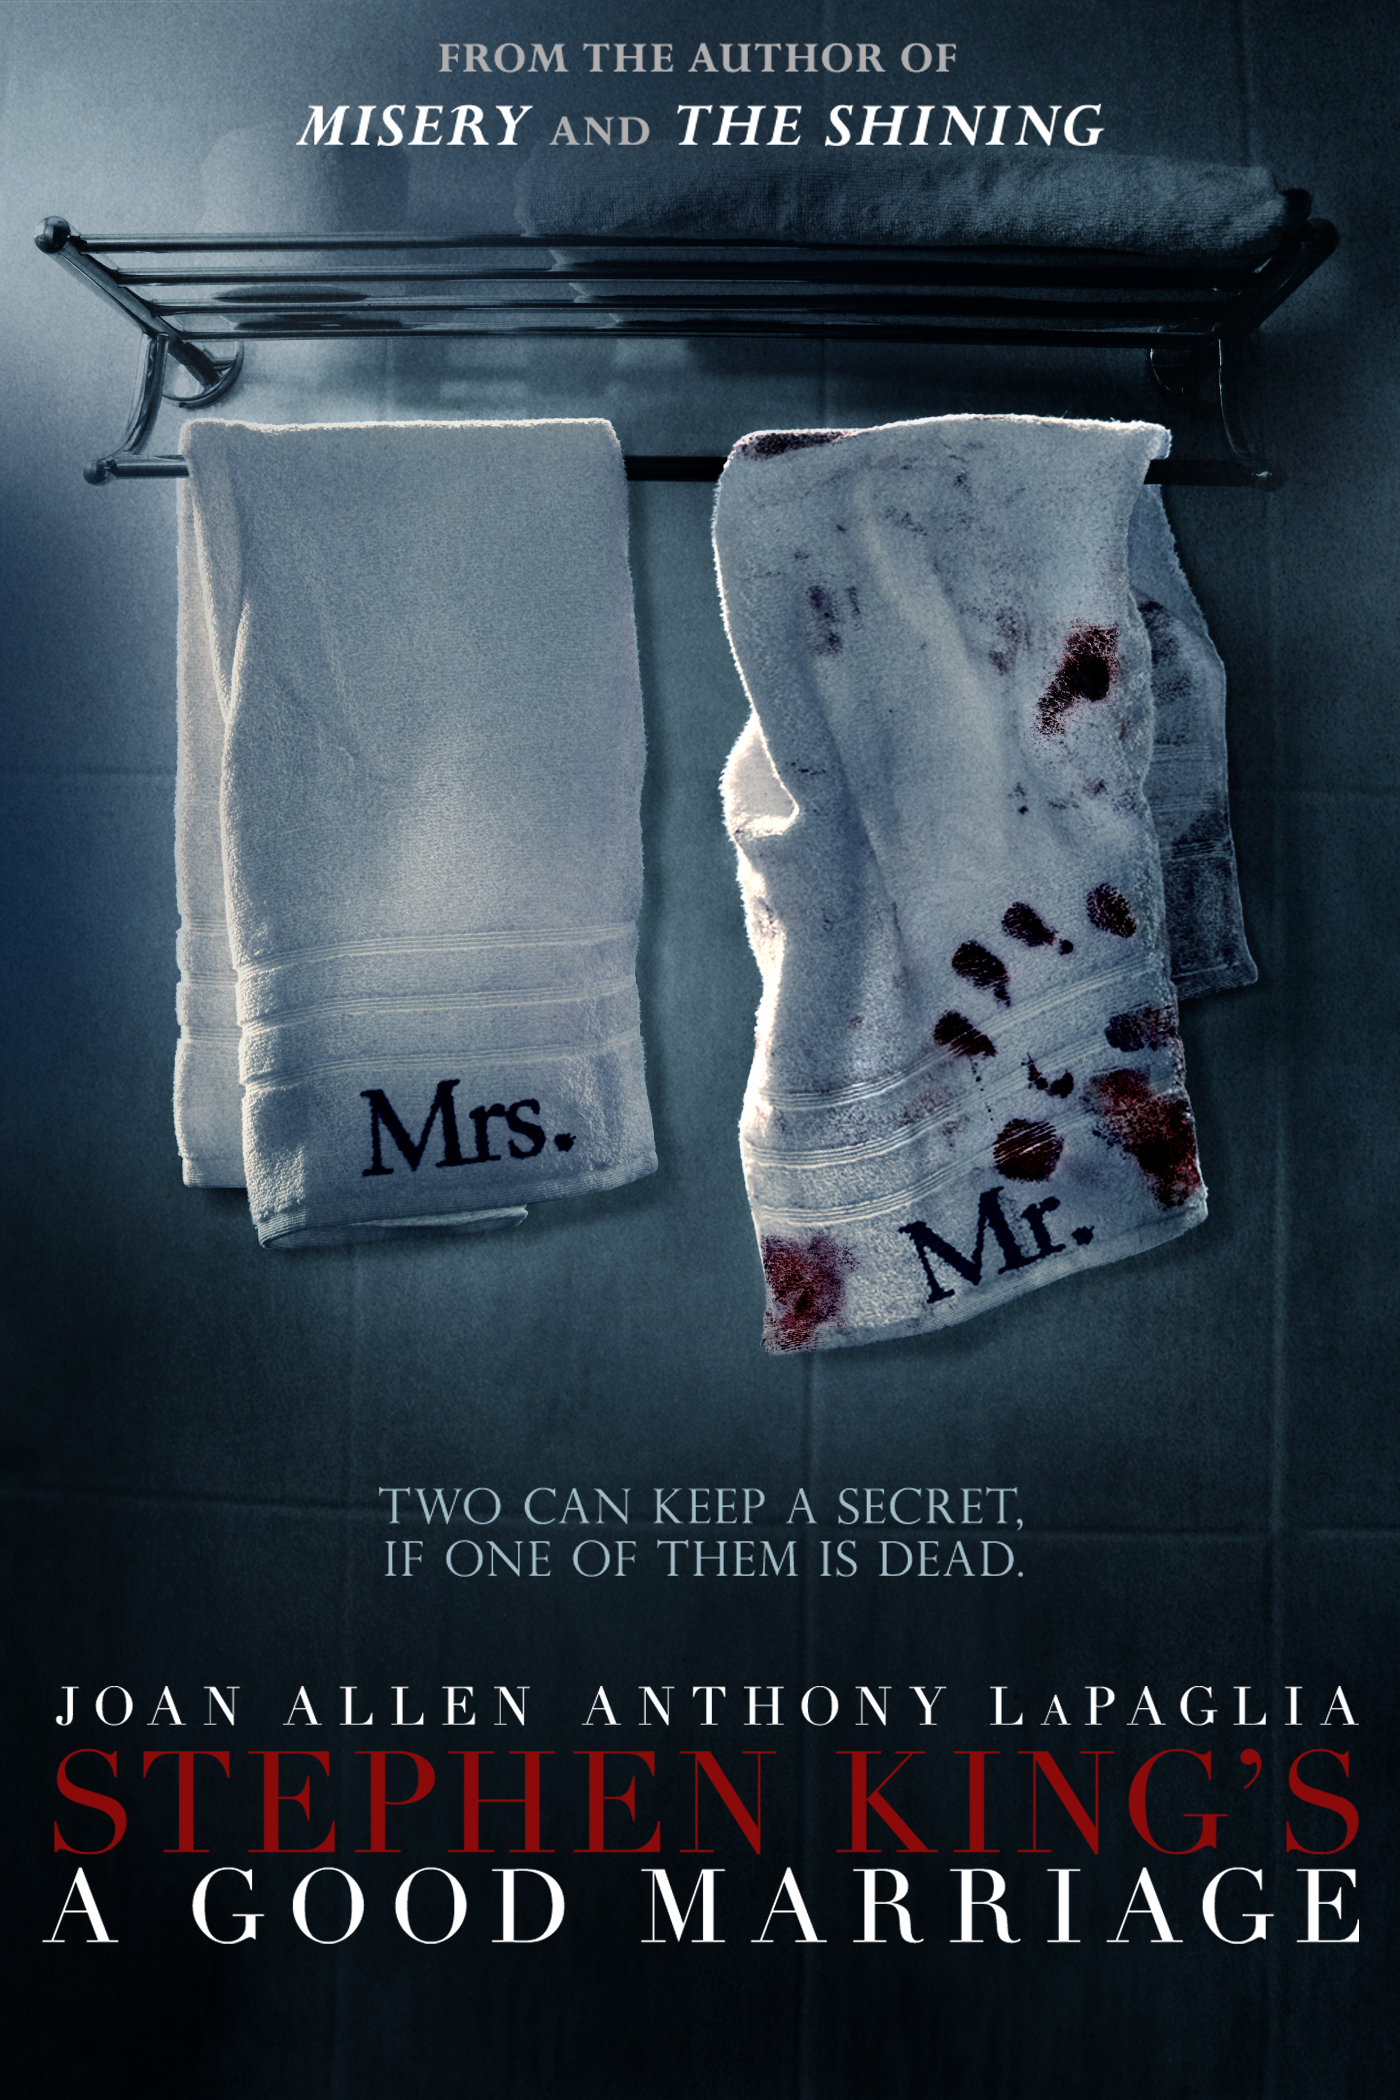 FROM THE AUTHOR OF
MISERY AND THE SHINING
Mrs.
Mr.
TWO CAN KEEP A SECRET,
IF ONE OF THEM IS DEAD.
JOAN ALLEN ANTHONY LAPAGLIA
STEPHEN KING'S
A GOOD MARRIAGE